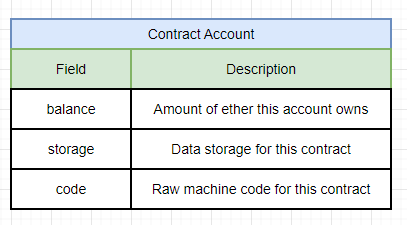 Contract Account
Field Description
balance Amount of ether this account owns
storage Data storage for this contract
code Raw machine code for this contract